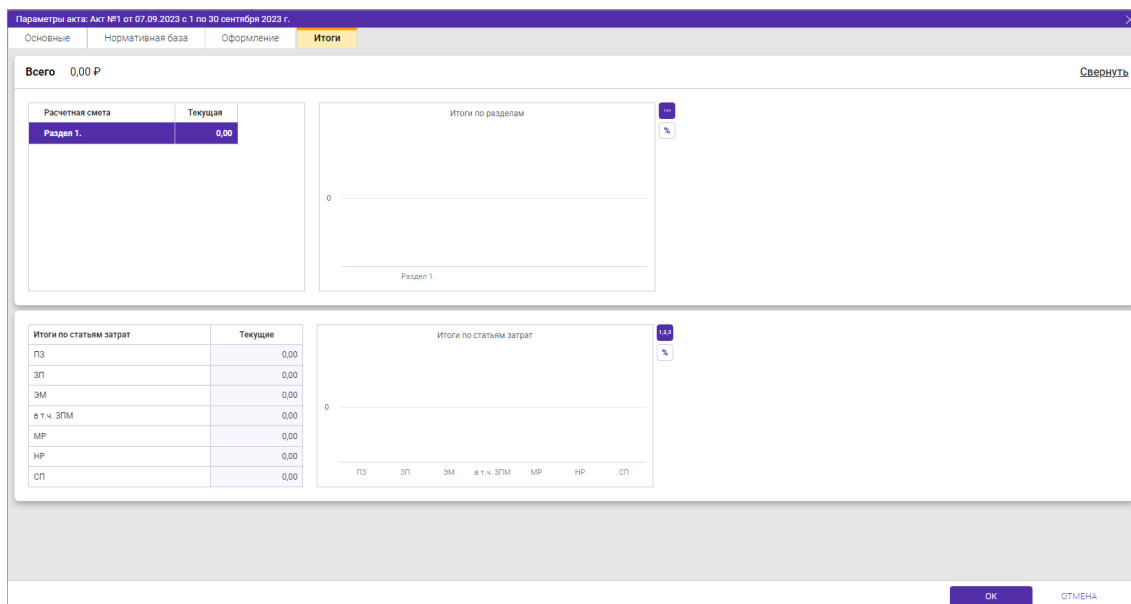 Параметры акта: Акт №1 от 07.09.2023 с 1 по 30 сентября 2023 г.
Основные Нормативная база Оформление Итоги
Всего 0,00 ₽ Свернуть
Расчетная смета Текущая
Раздел 1. 0,00
Итоги по разделам
%
0
Раздел 1.
Итоги по статьям затрат Текущие
ПЗ 0,00
ЗП 0,00
ЭМ 0,00
в т.ч. ЗПМ 0,00
МР 0,00
НР 0,00
СП 0,00
Итоги по статьям затрат
1,2,3
%
0
ПЗ ЗП ЭМ в т.ч. ЗПМ МР НР СП
ОК ОТМЕНА